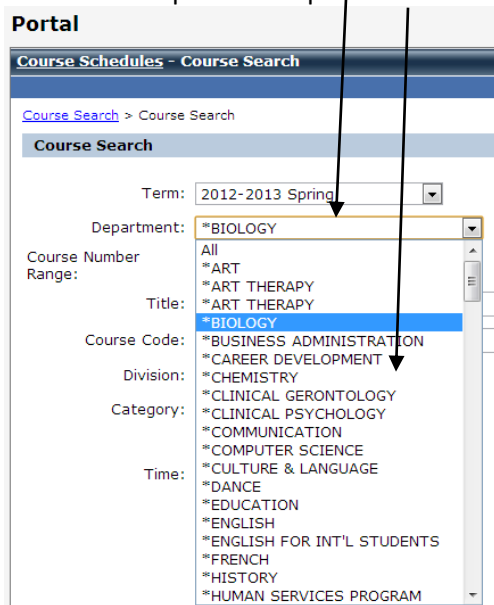 Portal
Course Schedules - Course Search
Course Search > Course Search
Course Search
Term: 2012-2013 Spring
Department: *BIOLOGY
Course Number Range:
Title:
Course Code:
Division:
Category:
Time:
All
*ART
*ART THERAPY
*ART THERAPY
*BIOLOGY
*BUSINESS ADMINISTRATION
*CAREER DEVELOPMENT
*CHEMISTRY
*CLINICAL GERONTOLOGY
*CLINICAL PSYCHOLOGY
*COMMUNICATION
*COMPUTER SCIENCE
*CULTURE & LANGUAGE
*DANCE
*EDUCATION
*ENGLISH
*ENGLISH FOR INT'L STUDENTS
*FRENCH
*HISTORY
*HUMAN SERVICES PROGRAM